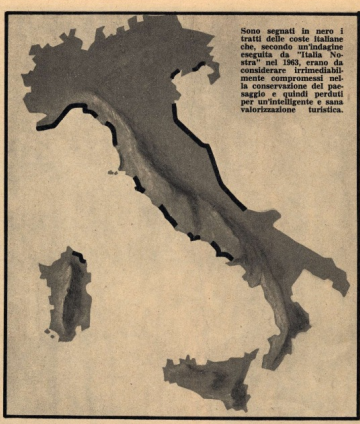 Sono segnati in nero i
tratti delle coste italiane
che, secondo un'indagine
eseguita da "Italia No-
stra" nel 1963, erano da
considerare irrimediabil-
mente compromessi nel-
la conservazione del pae-
saggio e quindi perduti
per un'intelligente e sana
valorizzazione turistica.